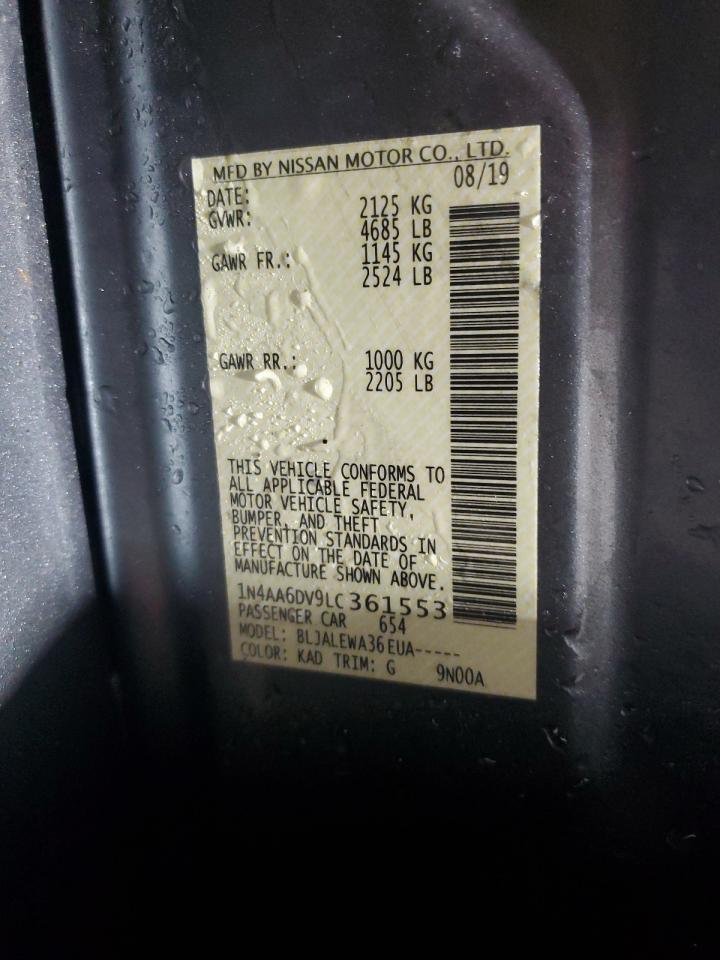 MFD BY NISSAN MOTOR CO., LTD.
DATE: 08/19
GVWR: 2125 KG
4685 LB
GAWR FR.: 1145 KG
2524 LB
GAWR RR.: 1000 KG
2205 LB
THIS VEHICLE CONFORMS TO
ALL APPLICABLE FEDERAL
MOTOR VEHICLE SAFETY,
BUMPER, AND THEFT
PREVENTION STANDARDS IN
EFFECT ON THE DATE OF
MANUFACTURE SHOWN ABOVE.
1N4AA6DV9LC361553
PASSENGER CAR 654
MODEL: BLJALEWA36EUA-----
COLOR: KAD TRIM: G 9N00A